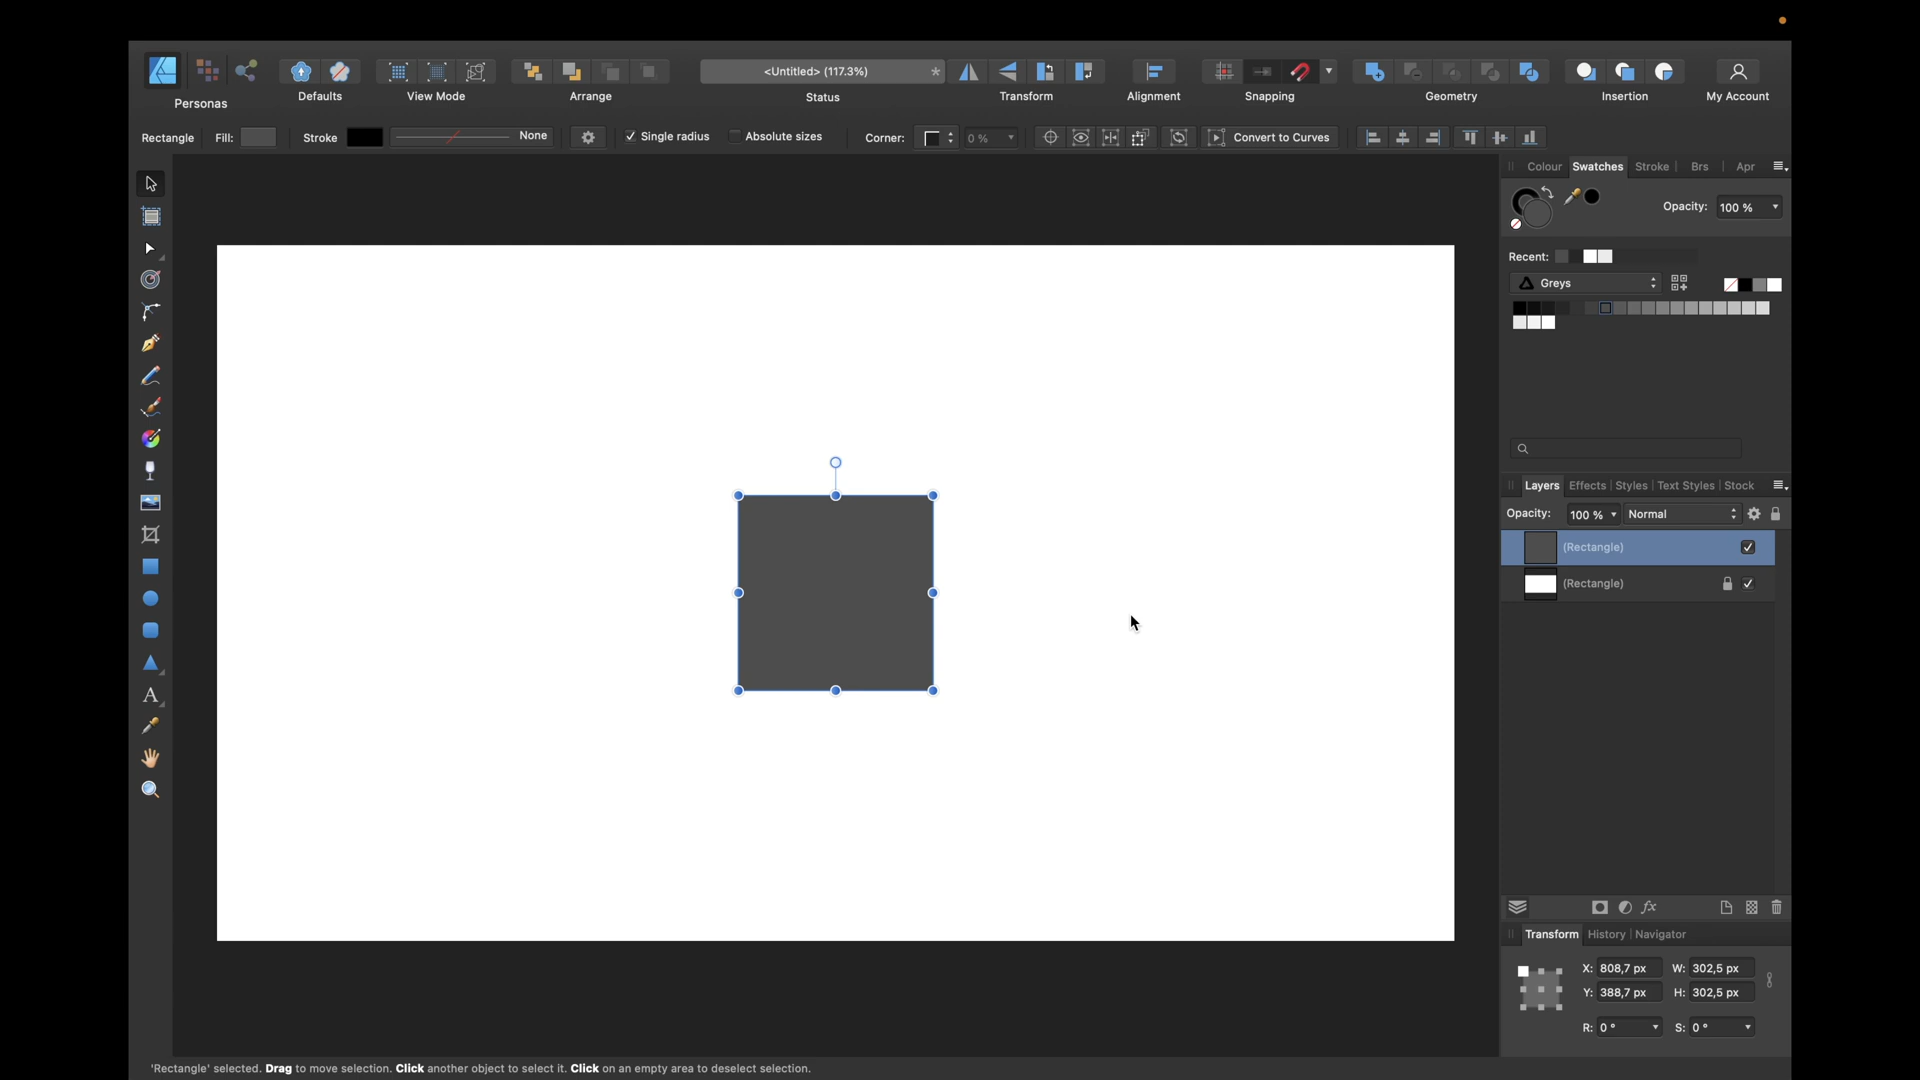 <Untitled> (117.3%)
*
Personas
Defaults
View Mode
Arrange
Status
Transform
Alignment
Snapping
Geometry
Insertion
My Account
Rectangle
Fill:
Stroke
None
Single radius
Absolute sizes
Corner:
0 %
Convert to Curves
Colour
Swatches
Stroke
Brs
Apr
Opacity:
100 %
Recent:
Greys
Layers
Effects
Styles
Text Styles
Stock
Opacity:
100 %
Normal
(Rectangle)
(Rectangle)
fx
Transform
History
Navigator
X: 808,7 px
W: 302,5 px
Y: 388,7 px
H: 302,5 px
R: 0 °
S: 0 °
A
'Rectangle' selected. Drag to move selection. Click another object to select it. Click on an empty area to deselect selection.